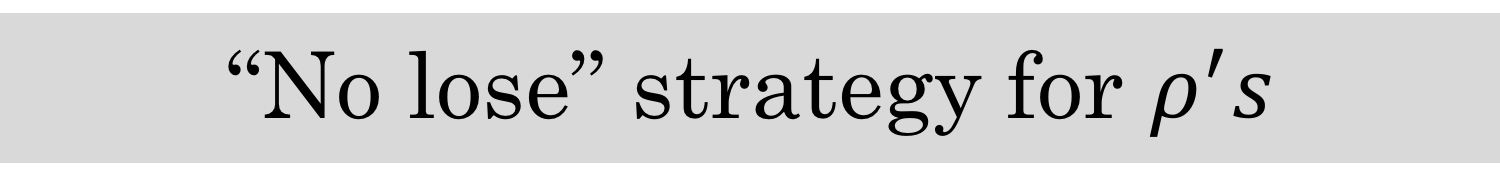 “No lose” strategy for ρ′s